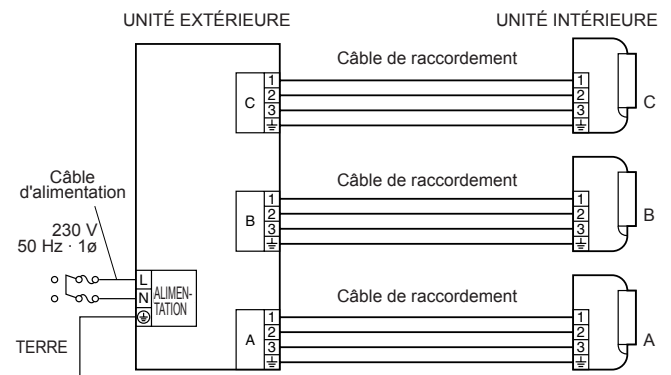 UNITÉ EXTÉRIEURE
UNITÉ INTÉRIEURE
Câble de raccordement
C
1
2
3
1
2
3
C
Câble
d'alimentation
230 V
50 Hz · 1ø
Câble de raccordement
B
1
2
3
1
2
3
B
L
N
ALIMEN-
TATION
TERRE
Câble de raccordement
A
1
2
3
1
2
3
A